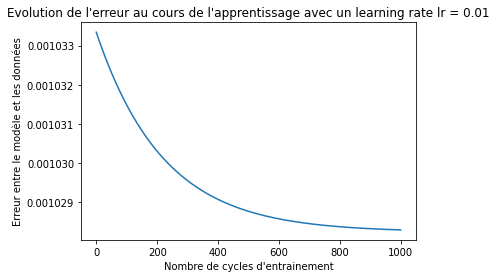 Evolution de l'erreur au cours de l'apprentissage avec un learning rate lr = 0.01
Erreur entre le modèle et les données
0.001033
0.001032
0.001031
0.001030
0.001029
0 200 400 600 800 1000
Nombre de cycles d'entrainement